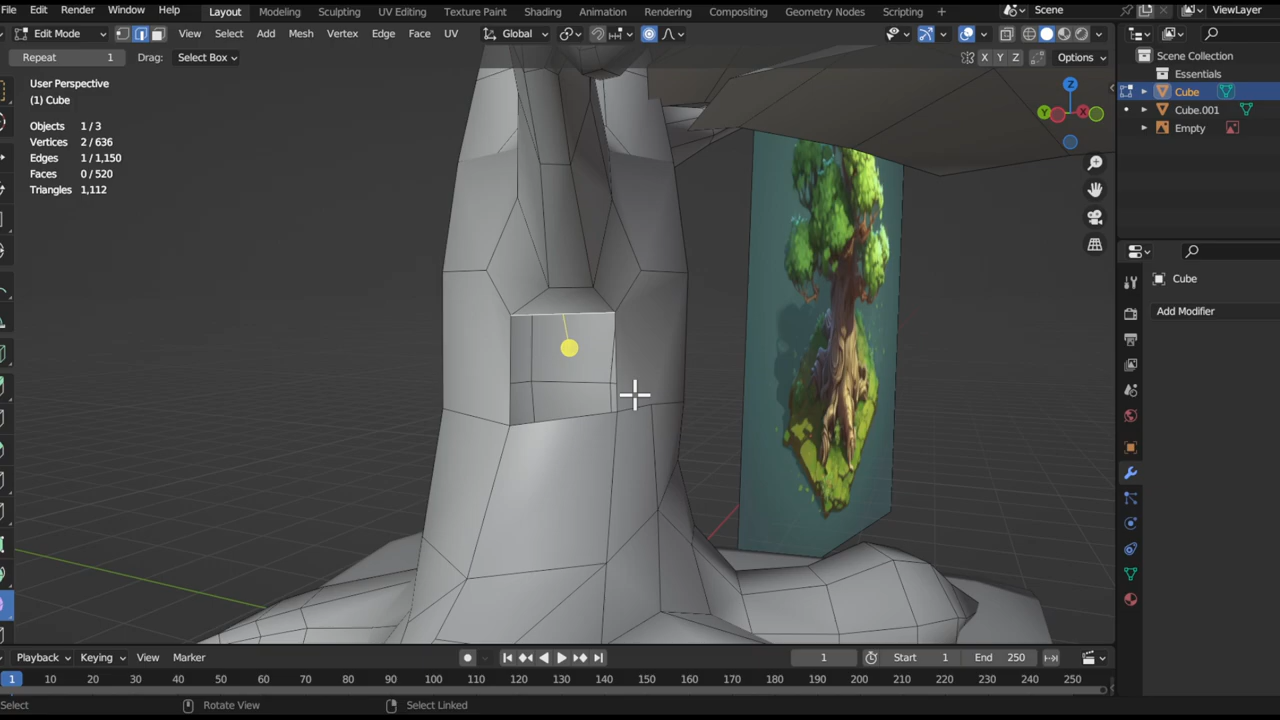 File Edit Render Window Help Layout Modeling Sculpting UV Editing Texture Paint Shading Animation Rendering Compositing Geometry Nodes Scripting + Scene ViewLayer
Edit Mode View Select Add Mesh Vertex Edge Face UV Global
Repeat 1 Drag: Select Box X Y Z Options
User Perspective
(1) Cube
Objects 1/3
Vertices 2/636
Edges 1/1,150
Faces 0/520
Triangles 1,112
Z
Y
X
Scene Collection
Essentials
Cube
Cube.001
Empty
Cube
Add Modifier
Playback Keying View Marker 1 Start 1 End 250
1 10 20 30 40 50 60 70 80 90 100 110 120 130 140 150 160 170 180 190 200 210 220 230 240 250
Select Rotate View Select Linked